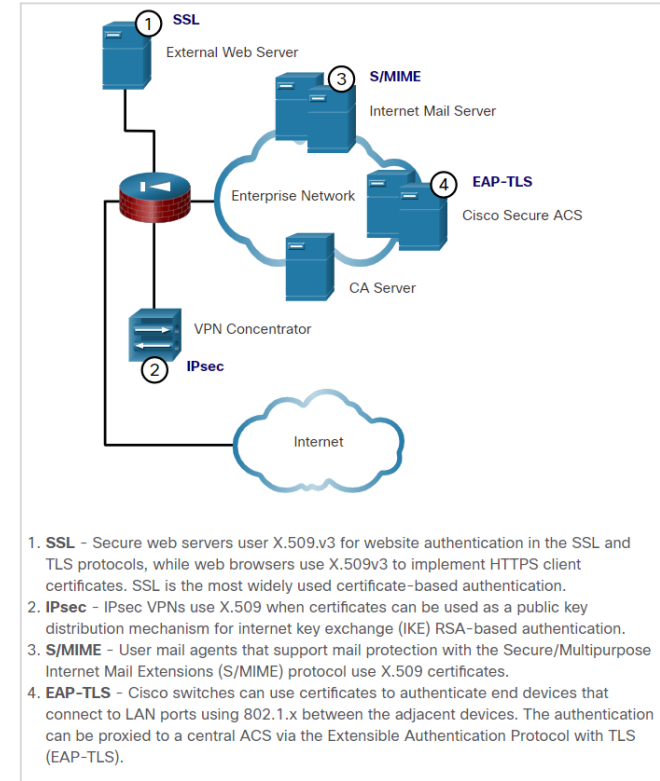 1 SSL
External Web Server
3 S/MIME
Internet Mail Server
4 EAP-TLS
Enterprise Network
Cisco Secure ACS
CA Server
VPN Concentrator
2 IPsec
Internet
1. SSL - Secure web servers user X.509.v3 for website authentication in the SSL and
TLS protocols, while web browsers use X.509v3 to implement HTTPS client
certificates. SSL is the most widely used certificate-based authentication.
2. IPsec - IPsec VPNs use X.509 when certificates can be used as a public key
distribution mechanism for internet key exchange (IKE) RSA-based authentication.
3. S/MIME - User mail agents that support mail protection with the Secure/Multipurpose
Internet Mail Extensions (S/MIME) protocol use X.509 certificates.
4. EAP-TLS - Cisco switches can use certificates to authenticate end devices that
connect to LAN ports using 802.1.x between the adjacent devices. The authentication
can be proxied to a central ACS via the Extensible Authentication Protocol with TLS
(EAP-TLS).